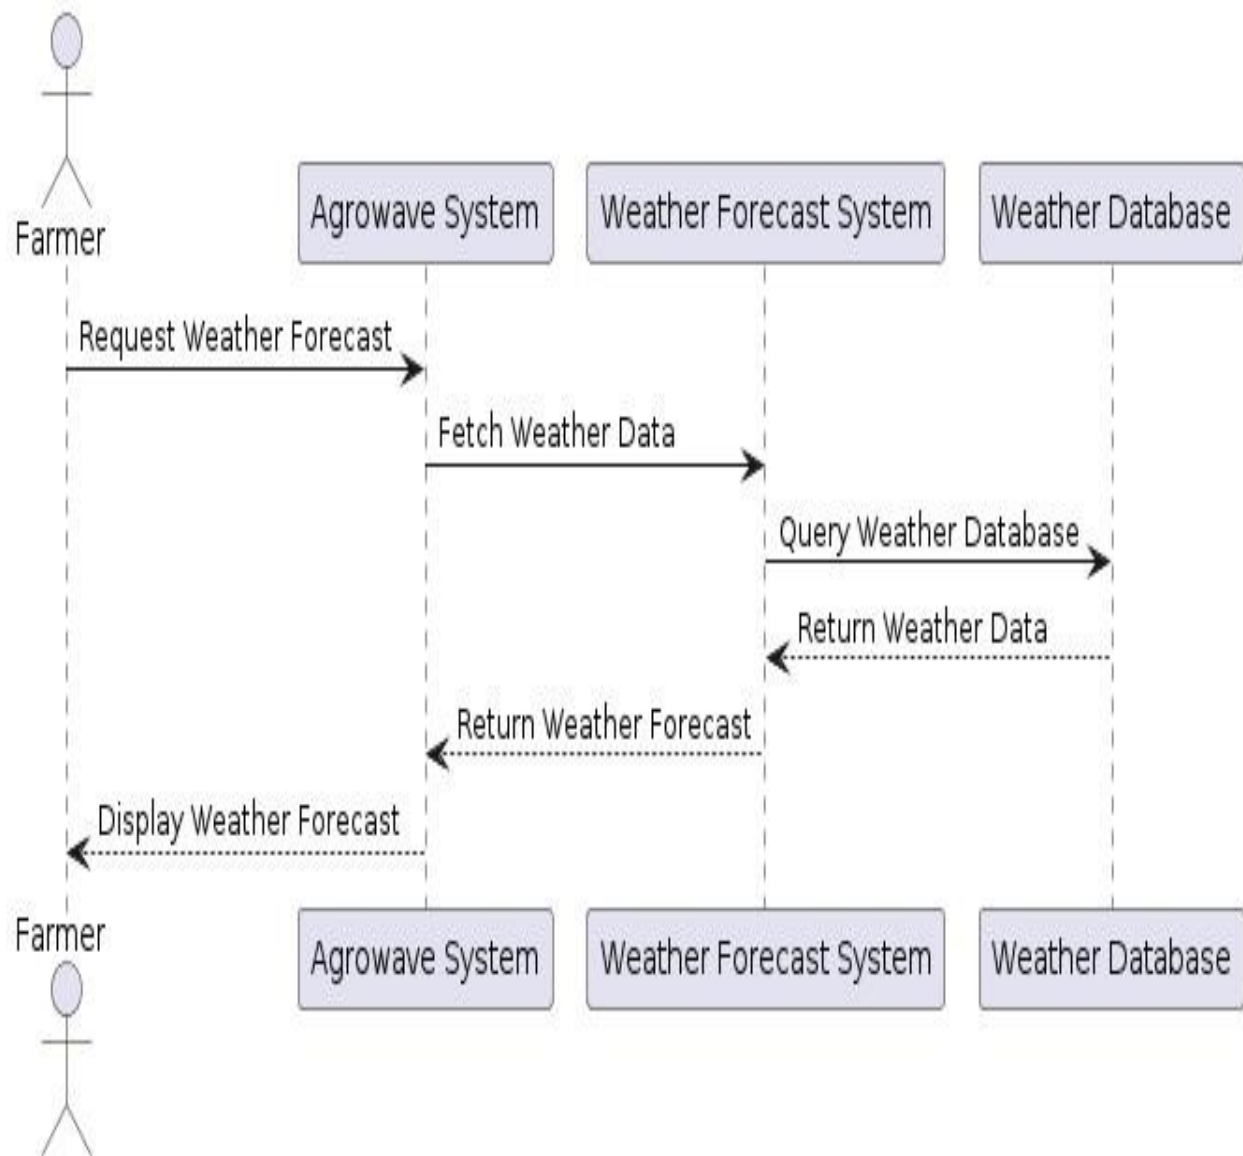 Farmer
Agrowave System
Weather Forecast System
Weather Database
Request Weather Forecast
Fetch Weather Data
Query Weather Database
Return Weather Data
Return Weather Forecast
Display Weather Forecast
Farmer
Agrowave System
Weather Forecast System
Weather Database